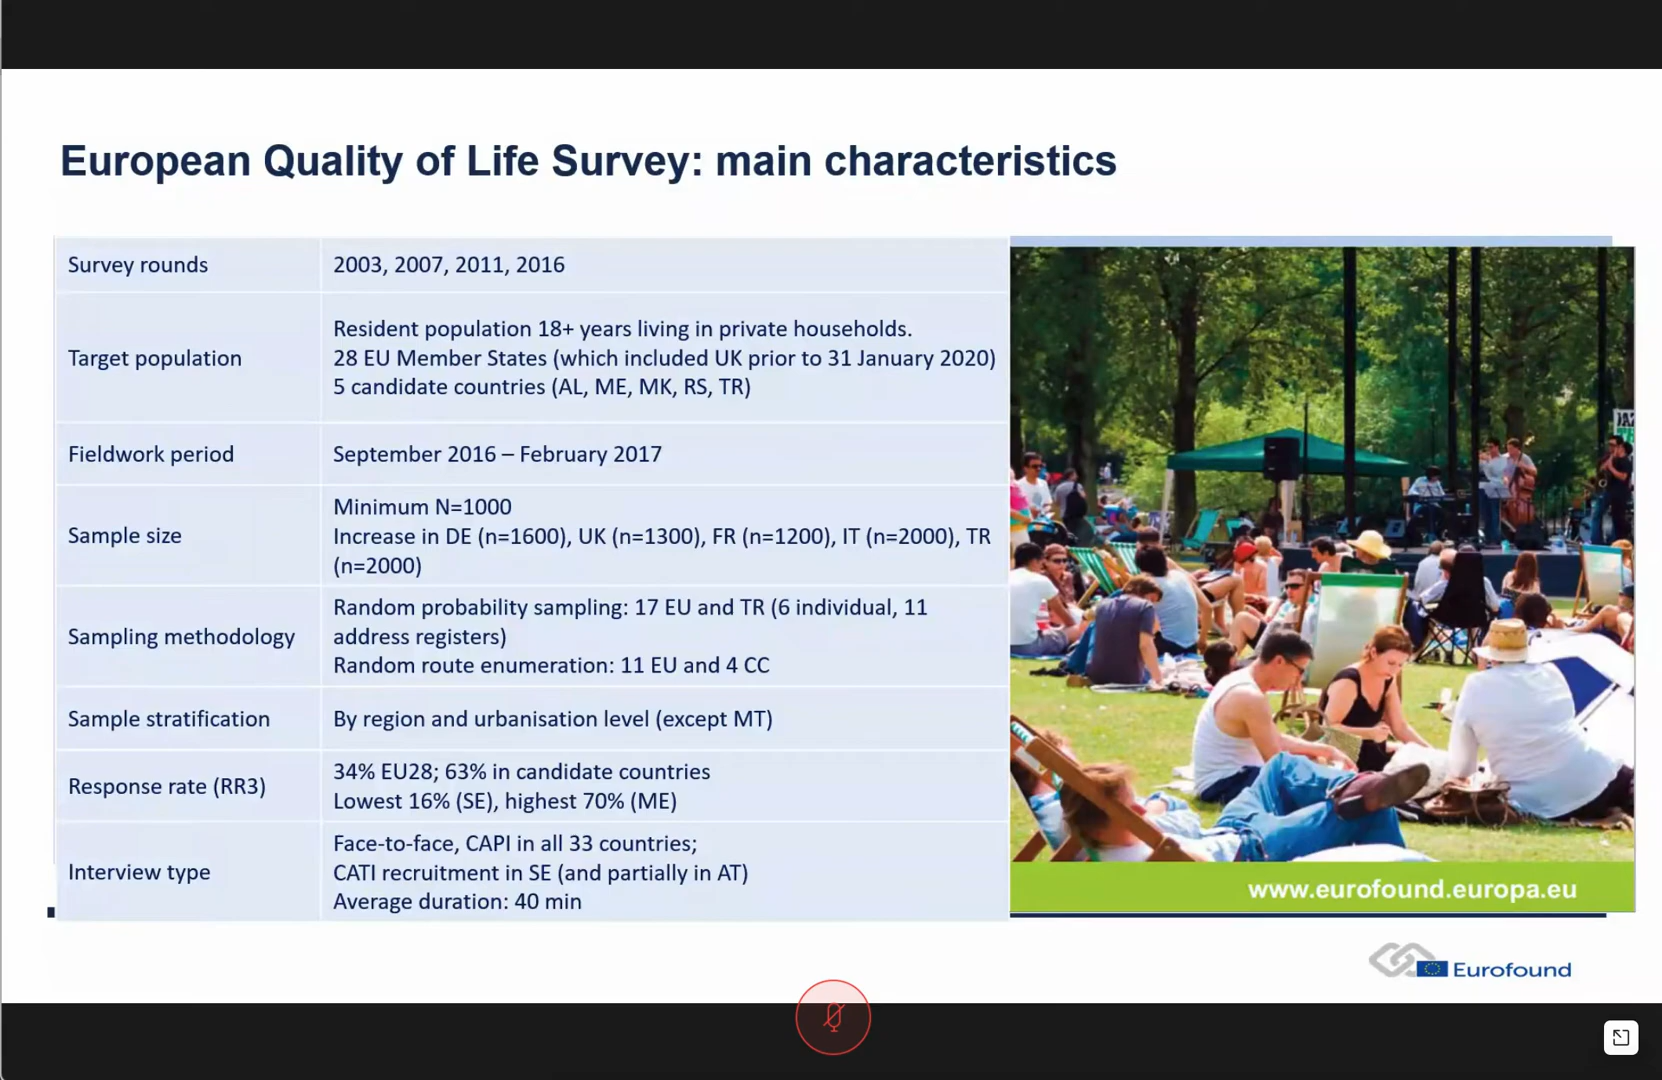 European Quality of Life Survey: main characteristics
Survey rounds
2003, 2007, 2011, 2016
Target population
Resident population 18+ years living in private households.
28 EU Member States (which included UK prior to 31 January 2020)
5 candidate countries (AL, ME, MK, RS, TR)
Fieldwork period
September 2016 – February 2017
Sample size
Minimum N=1000
Increase in DE (n=1600), UK (n=1300), FR (n=1200), IT (n=2000), TR
(n=2000)
Sampling methodology
Random probability sampling: 17 EU and TR (6 individual, 11
address registers)
Random route enumeration: 11 EU and 4 CC
Sample stratification
By region and urbanisation level (except MT)
Response rate (RR3)
34% EU28; 63% in candidate countries
Lowest 16% (SE), highest 70% (ME)
Interview type
Face-to-face, CAPI in all 33 countries;
CATI recruitment in SE (and partially in AT)
Average duration: 40 min
www.eurofound.europa.eu
Eurofound